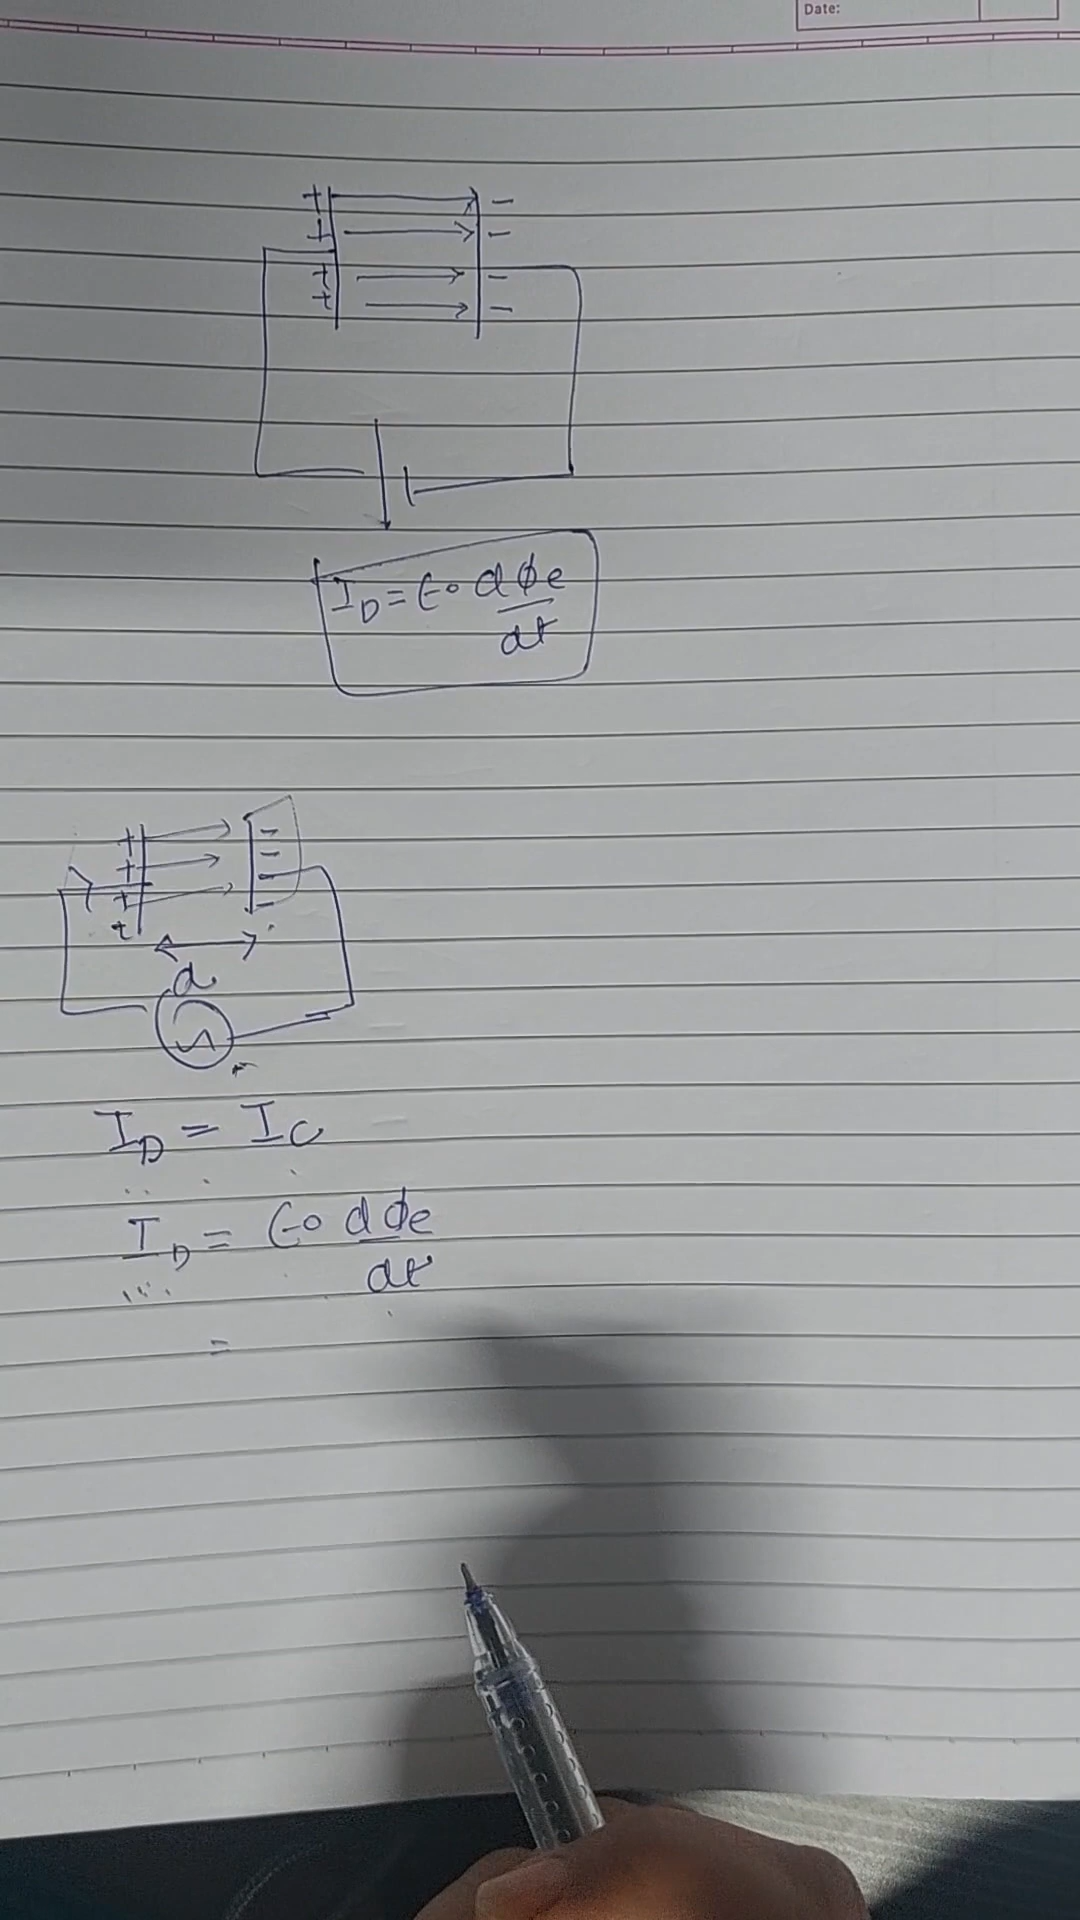 Date:
+ -
+ -
+ -
+ -
I_D = ϵ₀ dϕe
dt
+ -
+ -
+ -
+ -
d
I_D = I_C
I_D = ϵ₀ dϕe
dt
=